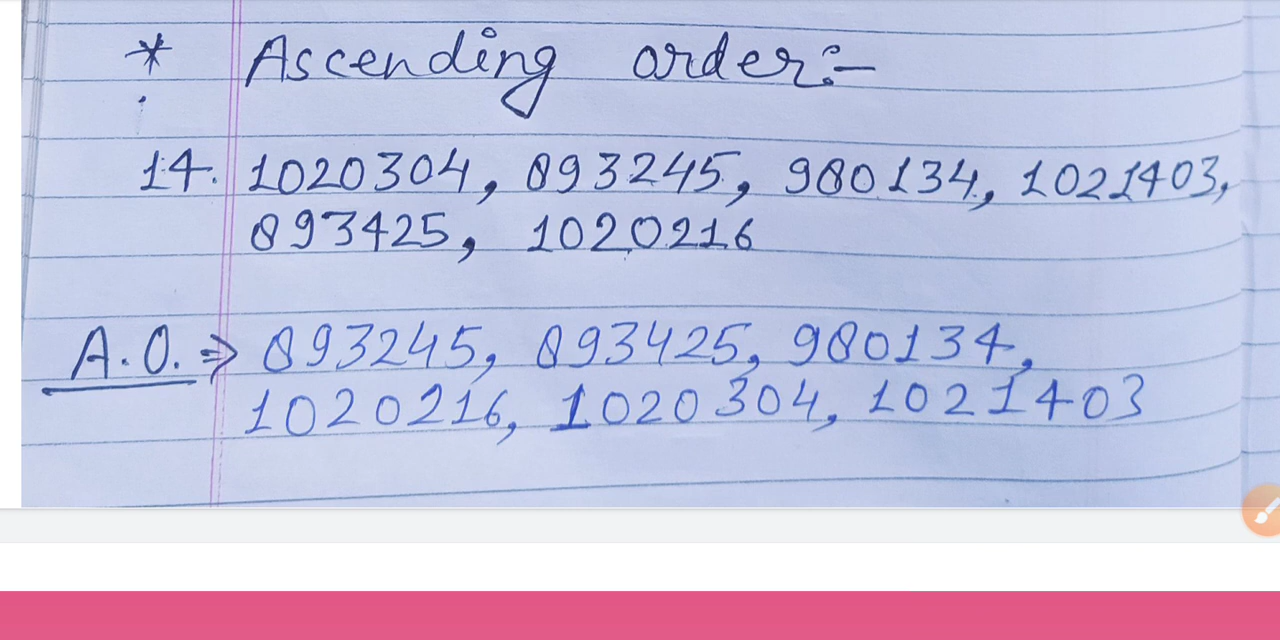 * Ascending order:-
14. 1020304, 893245, 980134, 1021403,
893425, 1020216
A.O. ⇒ 893245, 893425, 980134,
1020216, 1020304, 1021403